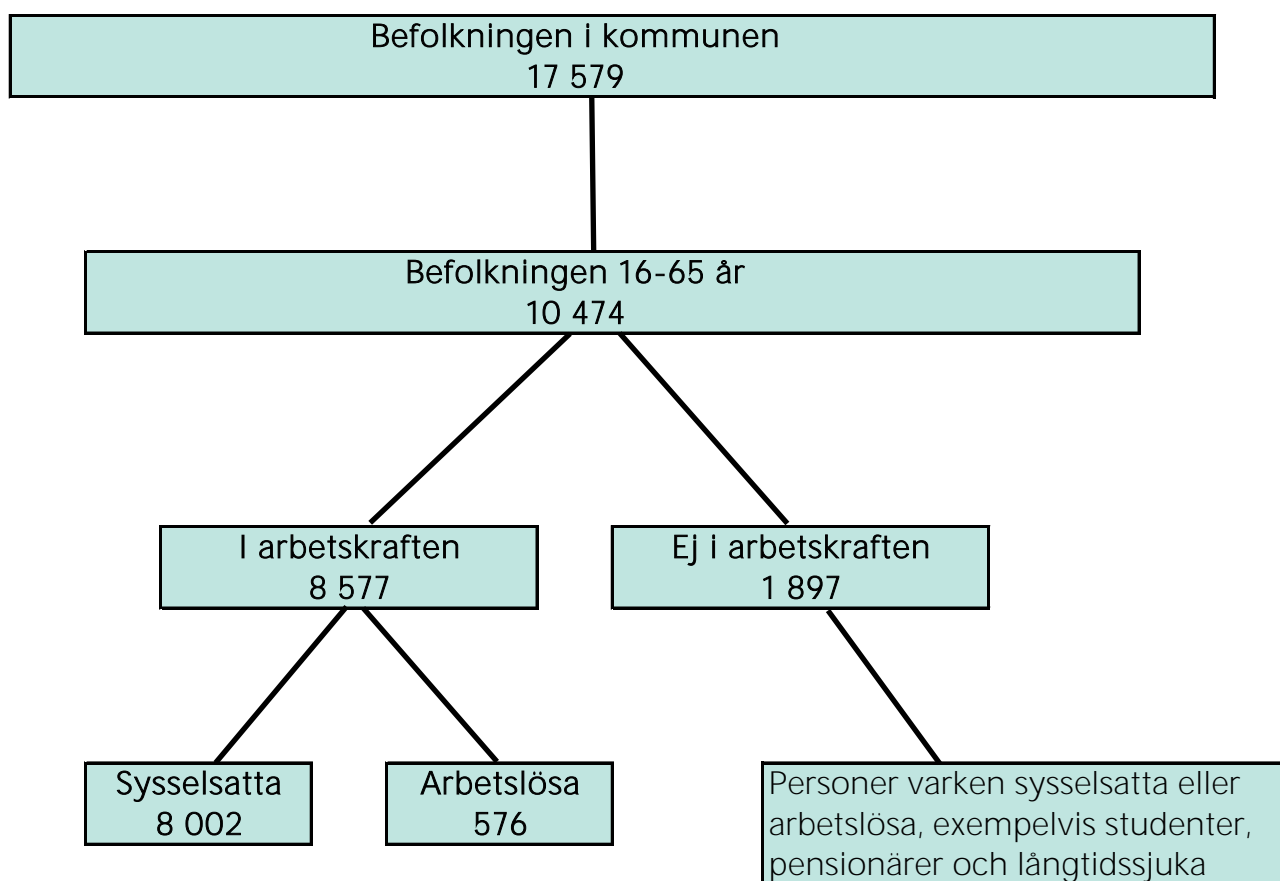 Befolkningen i kommunen
17 579
Befolkningen 16-65 år
10 474
I arbetskraften
8 577
Ej i arbetskraften
1 897
Sysselsatta
8 002
Arbetslösa
576
Personer varken sysselsatta eller
arbetslösa, exempelvis studenter,
pensionärer och långtidssjuka